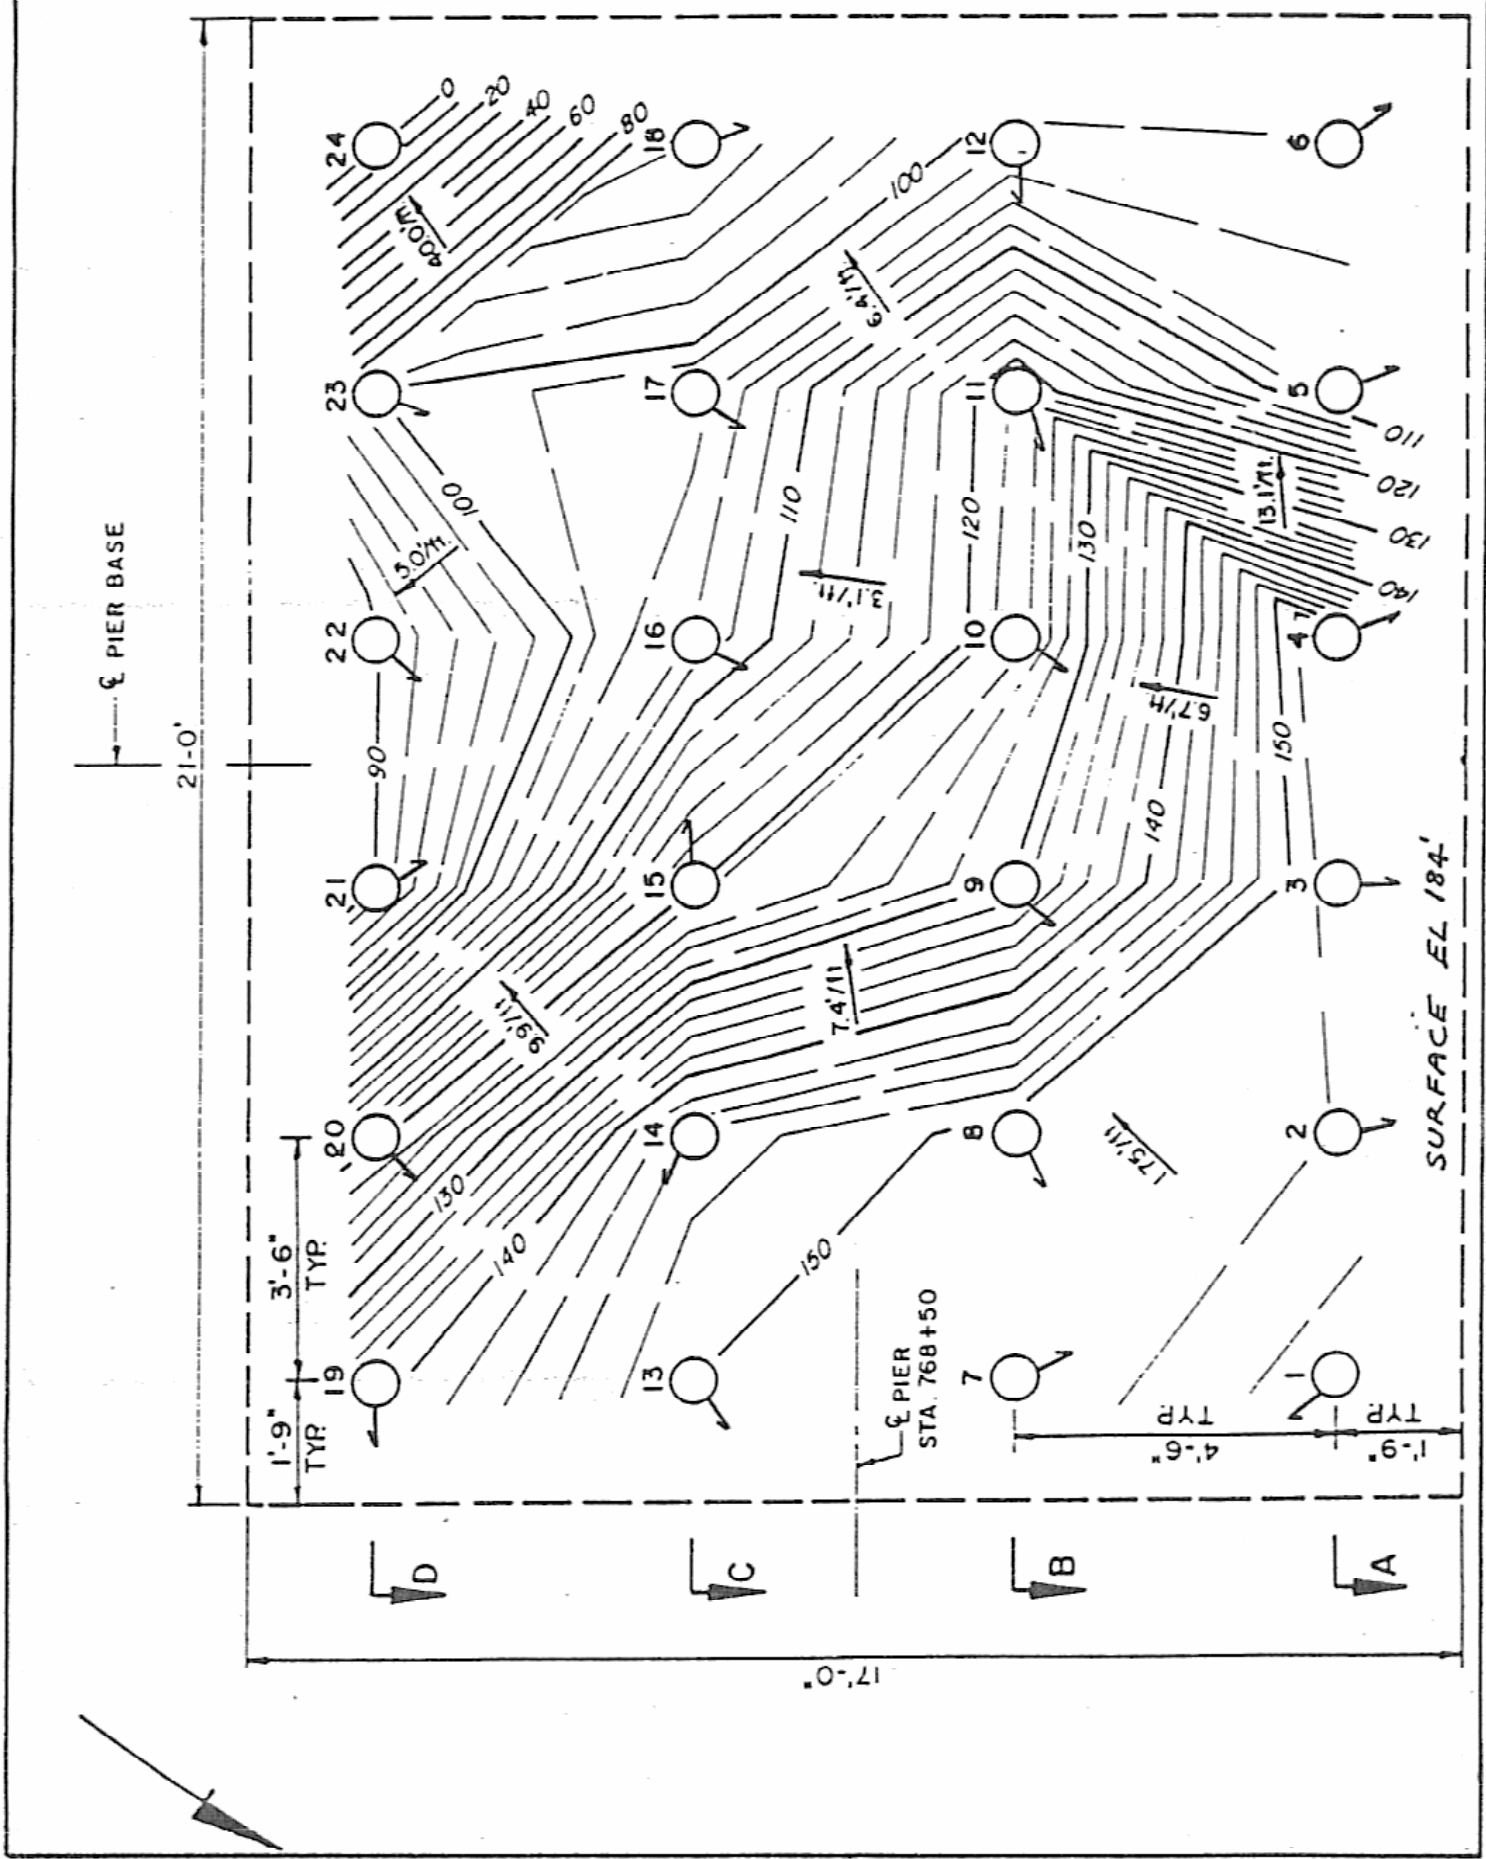 ℄ PIER BASE
21'-0'
3'-6"
TYP.
1'-9"
TYP.
19
20
21
22
23
24
0
20
40
60
80
40.0'/ft.
90
3.0'/ft.
100
130
140
9.9'/ft.
13
14
15
16
17
18
110
3.1'/ft.
6.4'/ft.
100
7.4'/ft
150
℄ PIER
STA. 768+50
7
8
9
10
11
12
120
130
140
6.7'/ft.
1.75'/ft
13.1'/ft.
150
1
2
3
4
5
6
110
120
130
140
4'-6"
TYP
1'-9"
TYP
SURFACE EL 184'
D
C
B
A
17'-0"